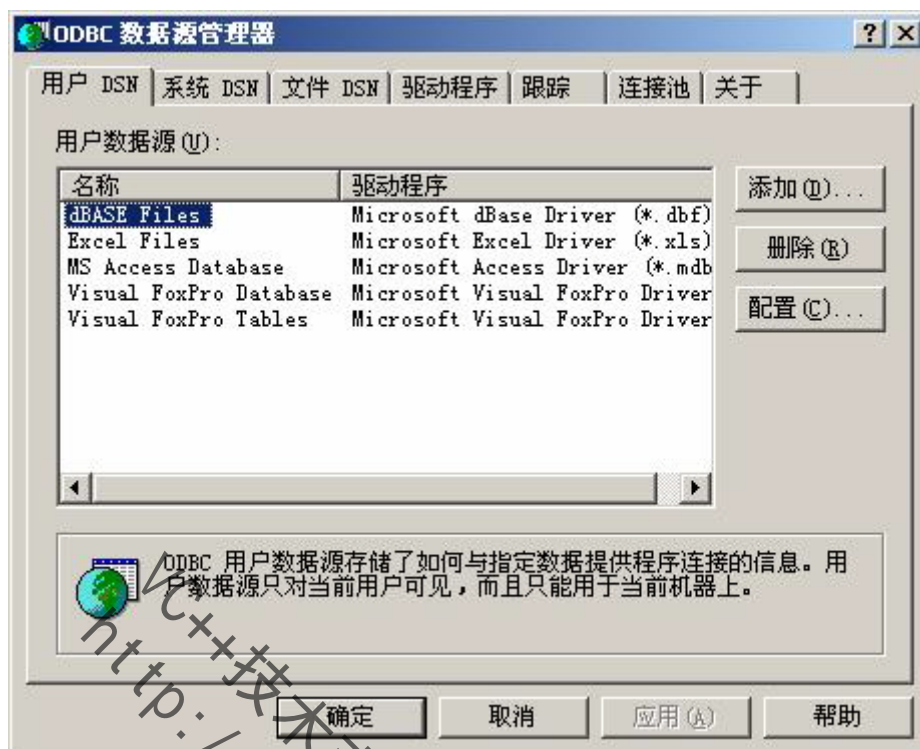 ODBC 数据源管理器
用户 DSN 系统 DSN 文件 DSN 驱动程序 跟踪 连接池 关于
用户数据源(U):
名称 驱动程序
添加(D)...
dBASE Files Microsoft dBase Driver (*.dbf)
Excel Files Microsoft Excel Driver (*.xls)
删除(R)
MS Access Database Microsoft Access Driver (*.mdb
Visual FoxPro Database Microsoft Visual FoxPro Driver
配置(C)...
Visual FoxPro Tables Microsoft Visual FoxPro Driver
ODBC 用户数据源存储了如何与指定数据提供程序连接的信息。用
户数据源只对当前用户可见，而且只能用于当前机器上。
VC++技术
http:/
确定 取消 应用(A) 帮助